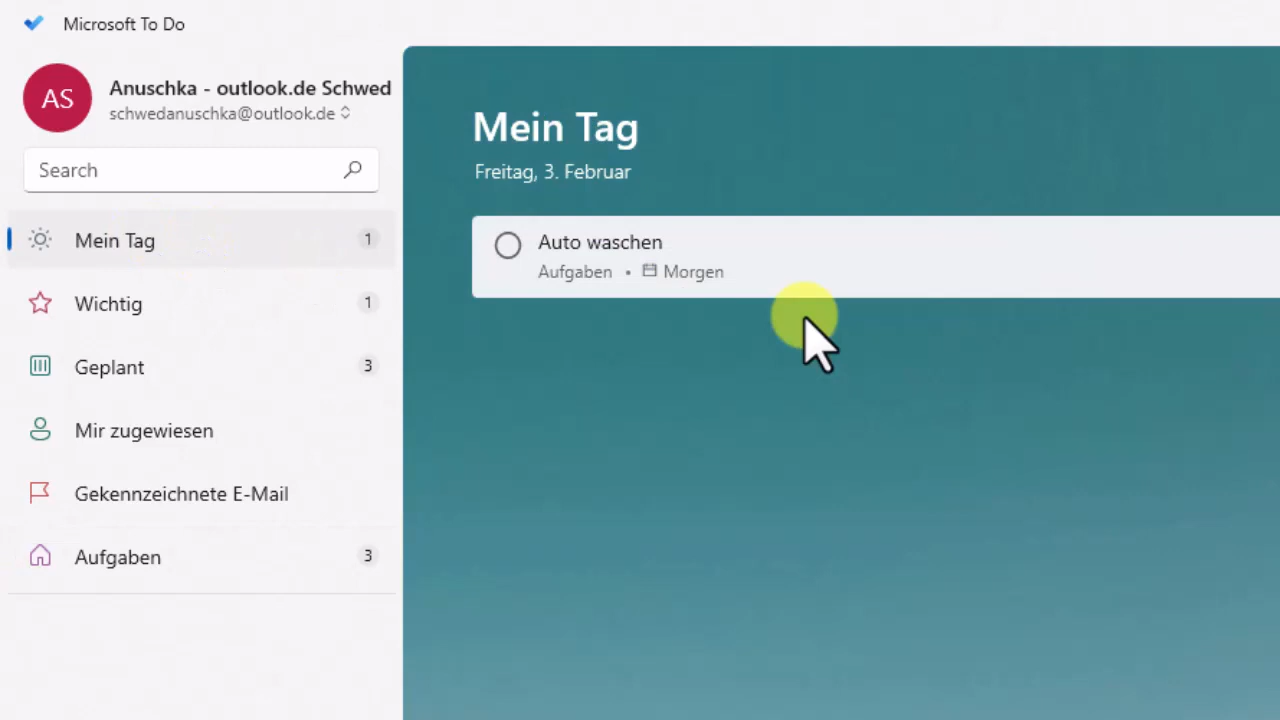 Microsoft To Do
AS
Anuschka - outlook.de Schwed
schwedanuschka@outlook.de
Search
Mein Tag 1
Wichtig 1
Geplant 3
Mir zugewiesen
Gekennzeichnete E-Mail
Aufgaben 3
Mein Tag
Freitag, 3. Februar
Auto waschen
Aufgaben • Morgen